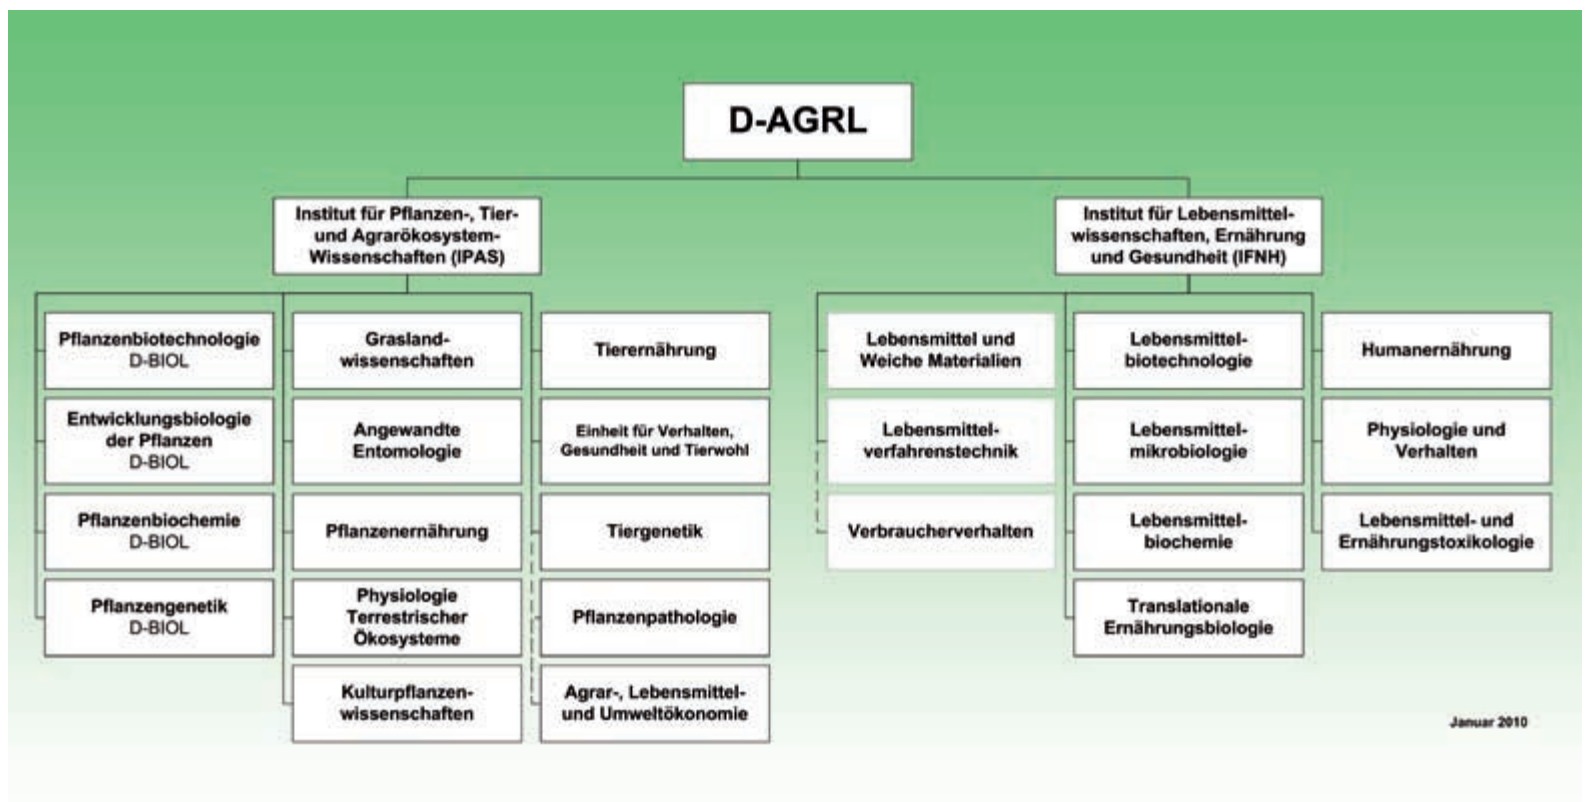 D-AGRL
Institut für Pflanzen-, Tier-
und Agrarökosystem-
Wissenschaften (IPAS)
Pflanzenbiotechnologie
D-BIOL
Entwicklungsbiologie
der Pflanzen
D-BIOL
Pflanzenbiochemie
D-BIOL
Pflanzengenetik
D-BIOL
Grasland-
wissenschaften
Angewandte
Entomologie
Pflanzenernährung
Physiologie
Terrestrischer
Ökosysteme
Kulturpflanzen-
wissenschaften
Tierernährung
Einheit für Verhalten,
Gesundheit und Tierwohl
Tiergenetik
Pflanzenpathologie
Agrar-, Lebensmittel-
und Umweltökonomie
Institut für Lebensmittel-
wissenschaften, Ernährung
und Gesundheit (IFNH)
Lebensmittel und
Weiche Materialien
Lebensmittel-
verfahrenstechnik
Verbraucherverhalten
Lebensmittel-
biotechnologie
Lebensmittel-
mikrobiologie
Lebensmittel-
biochemie
Translationale
Ernährungsbiologie
Humanernährung
Physiologie und
Verhalten
Lebensmittel- und
Ernährungstoxikologie
Januar 2010